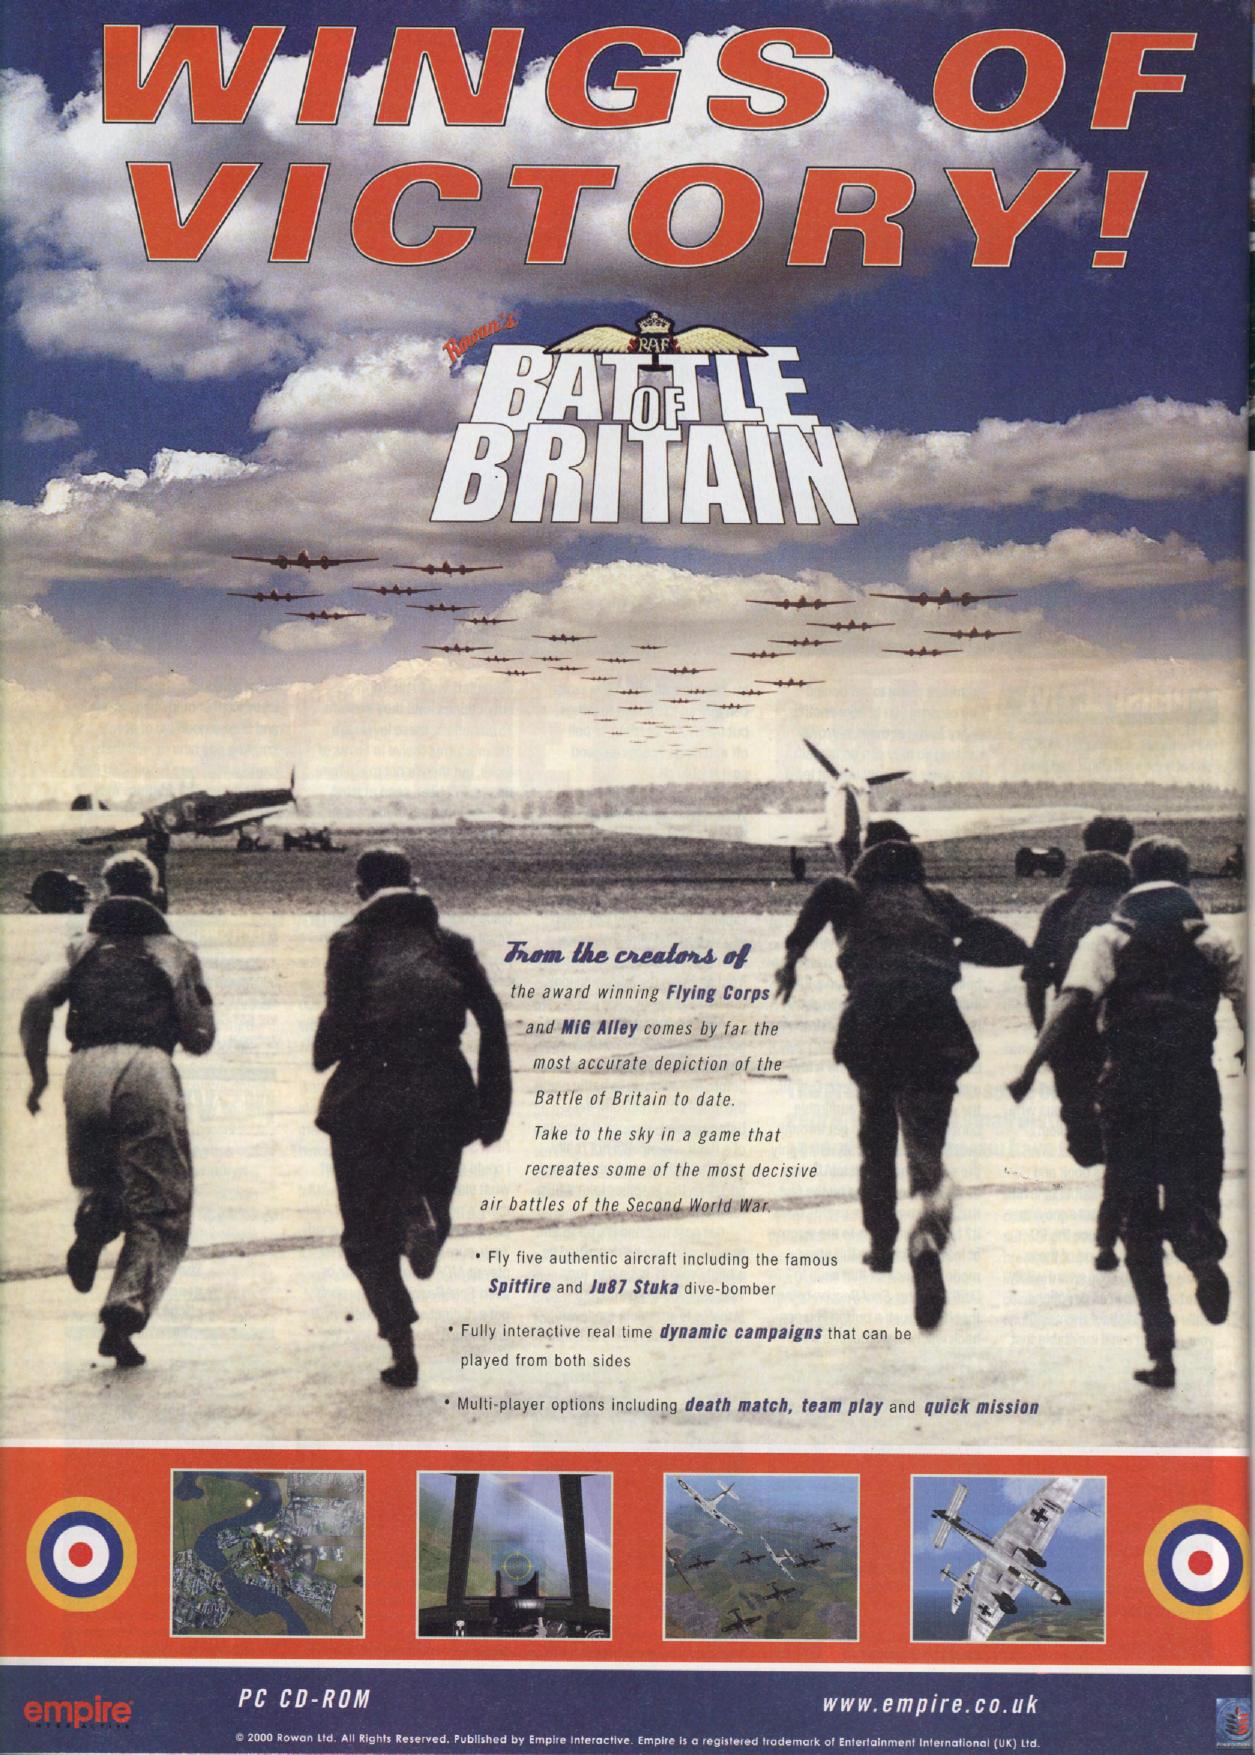 WINGS OF
VICTORY!
Rowan's
RAF
BATTLE
OF
BRITAIN
From the creators of
the award winning Flying Corps
and MiG Alley comes by far the
most accurate depiction of the
Battle of Britain to date.
Take to the sky in a game that
recreates some of the most decisive
air battles of the Second World War.
• Fly five authentic aircraft including the famous
Spitfire and Ju87 Stuka dive-bomber
• Fully interactive real time dynamic campaigns that can be
played from both sides
• Multi-player options including death match, team play and quick mission
empire
INTERACTIVE
PC CD-ROM
www.empire.co.uk
© 2000 Rowan Ltd. All Rights Reserved. Published by Empire Interactive. Empire is a registered trademark of Entertainment International (UK) Ltd.